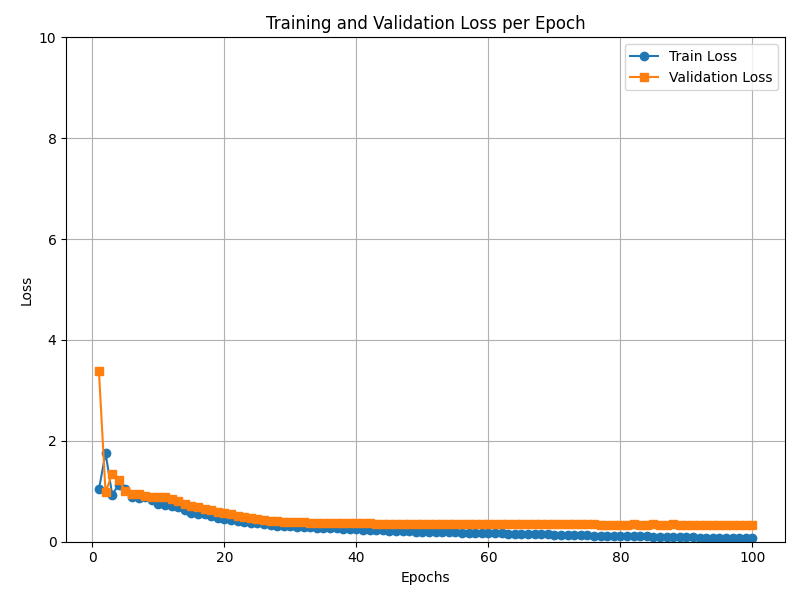 Training and Validation Loss per Epoch
Train Loss
Validation Loss
10
8
6
4
2
0
Loss
0 20 40 60 80 100
Epochs